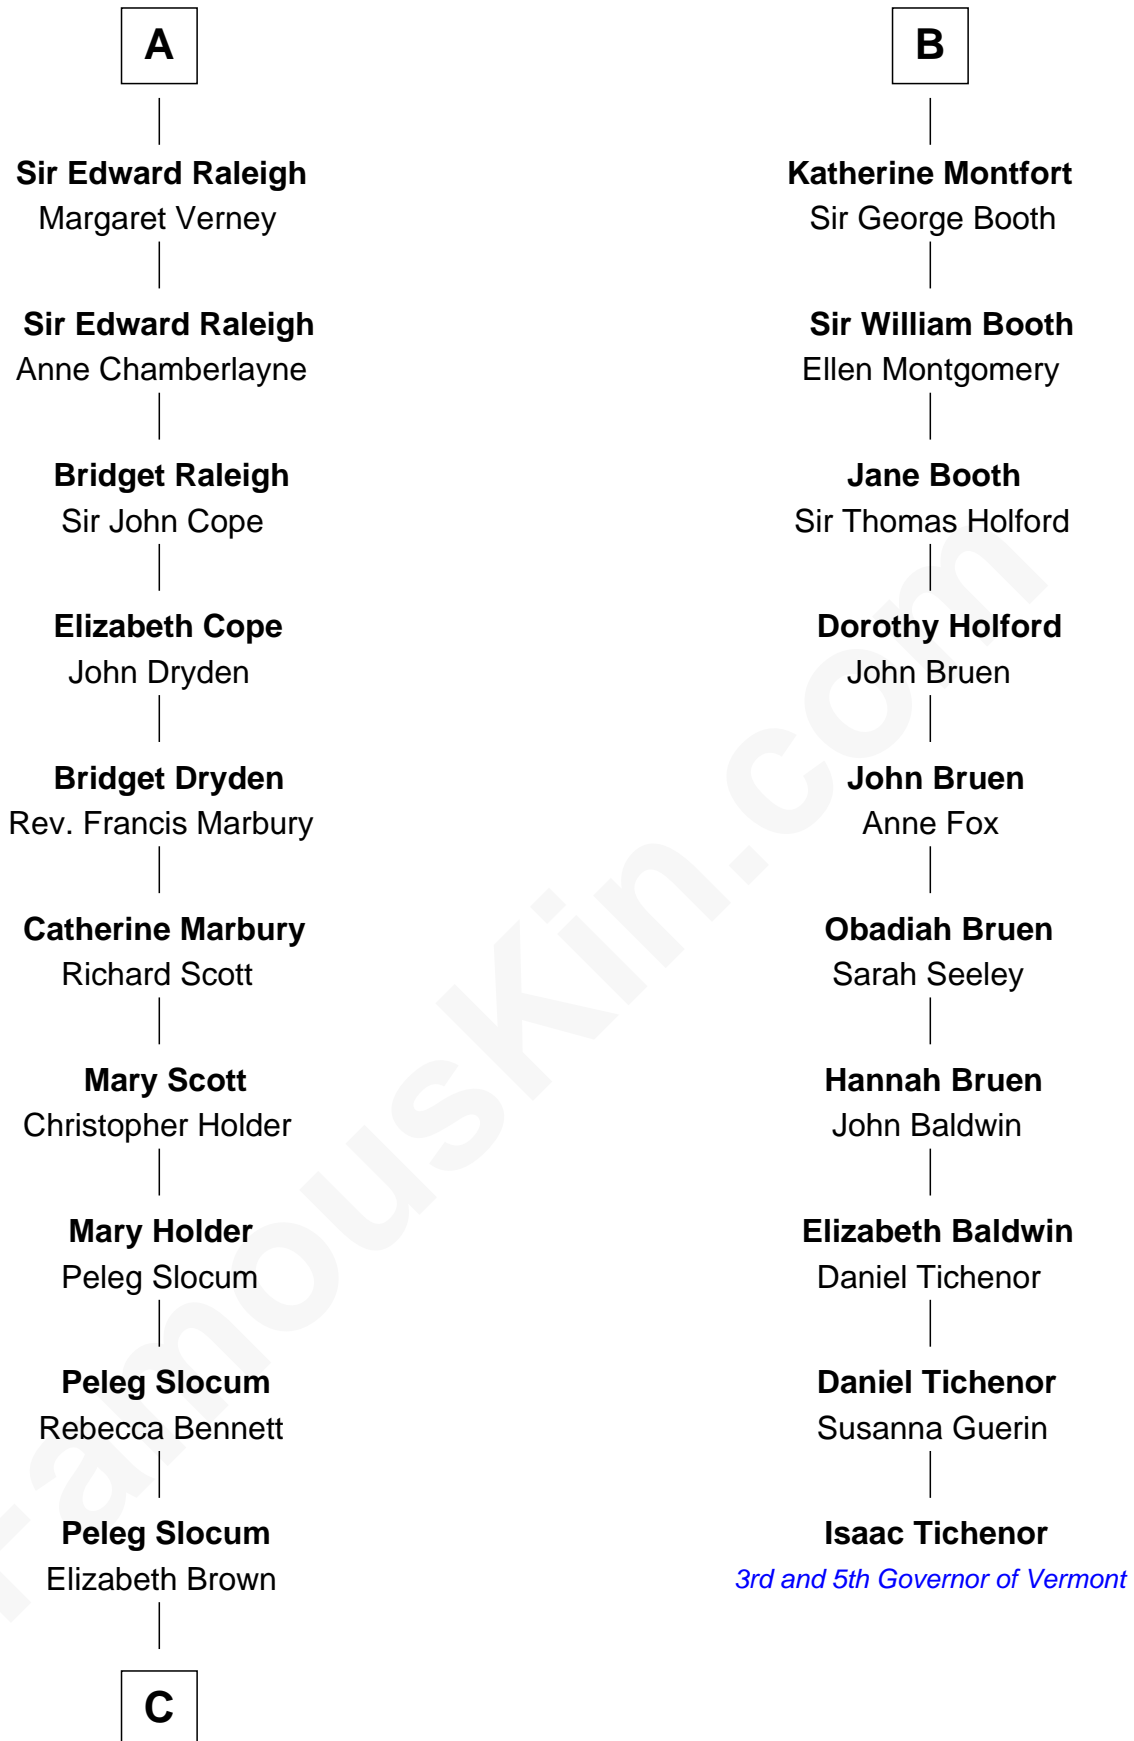 A
Sir Edward Raleigh
Margaret Verney
Sir Edward Raleigh
Anne Chamberlayne
Bridget Raleigh
Sir John Cope
Elizabeth Cope
John Dryden
Bridget Dryden
Rev. Francis Marbury
Catherine Marbury
Richard Scott
Mary Scott
Christopher Holder
Mary Holder
Peleg Slocum
Peleg Slocum
Rebecca Bennett
Peleg Slocum
Elizabeth Brown
C
B
Katherine Montfort
Sir George Booth
Sir William Booth
Ellen Montgomery
Jane Booth
Sir Thomas Holford
Dorothy Holford
John Bruen
John Bruen
Anne Fox
Obadiah Bruen
Sarah Seeley
Hannah Bruen
John Baldwin
Elizabeth Baldwin
Daniel Tichenor
Daniel Tichenor
Susanna Guerin
Isaac Tichenor
3rd and 5th Governor of Vermont
FamousKin.com